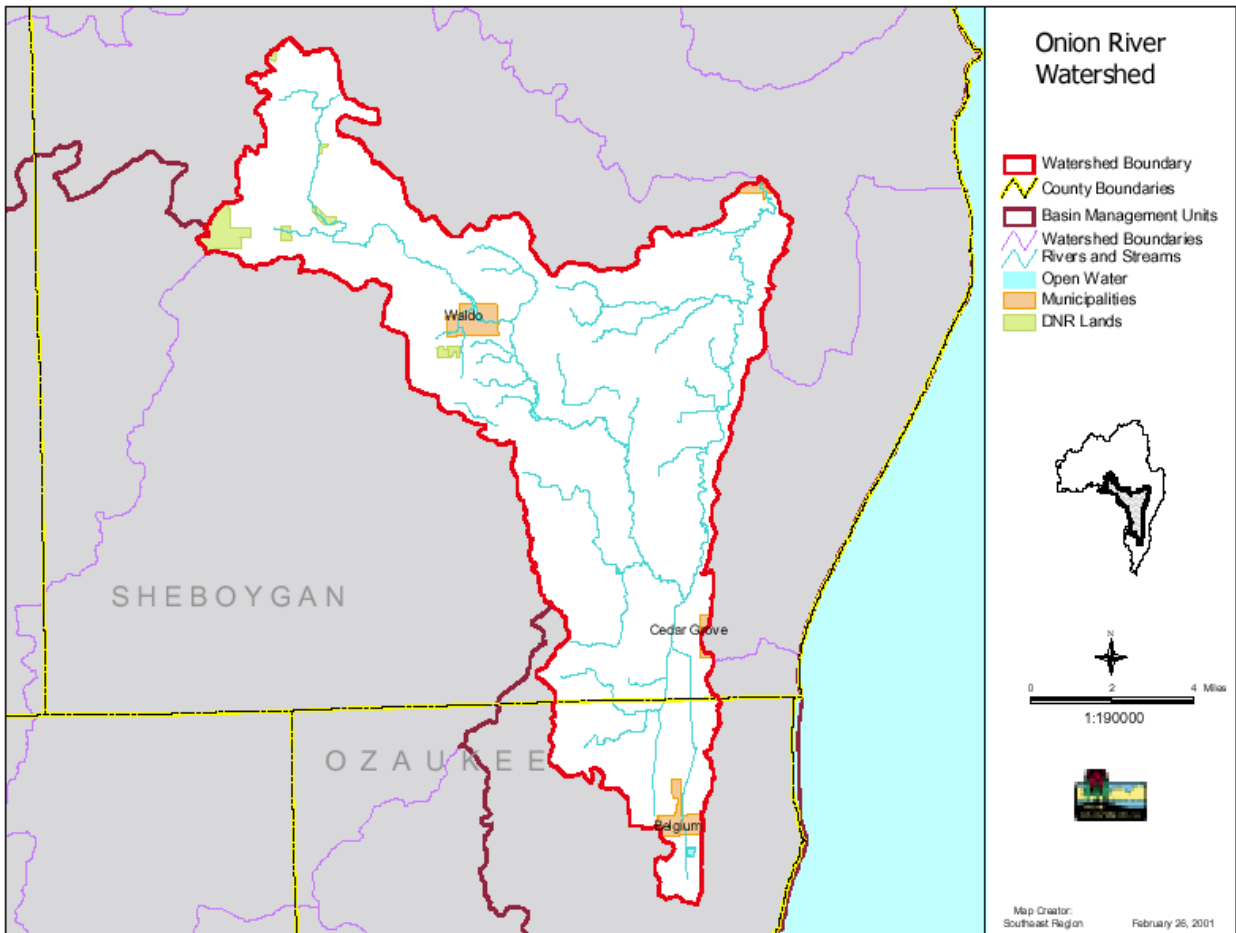 Onion River
Watershed
Watershed Boundary
County Boundaries
Basin Management Units
Watershed Boundaries
Rivers and Streams
Open Water
Municipalities
DNR Lands
Waldo
SHEBOYGAN
Cedar Grove
OZAUKEE
Belgium
N
0 2 4 Miles
1:190000
Map Creator:
Southeast Region February 26, 2001